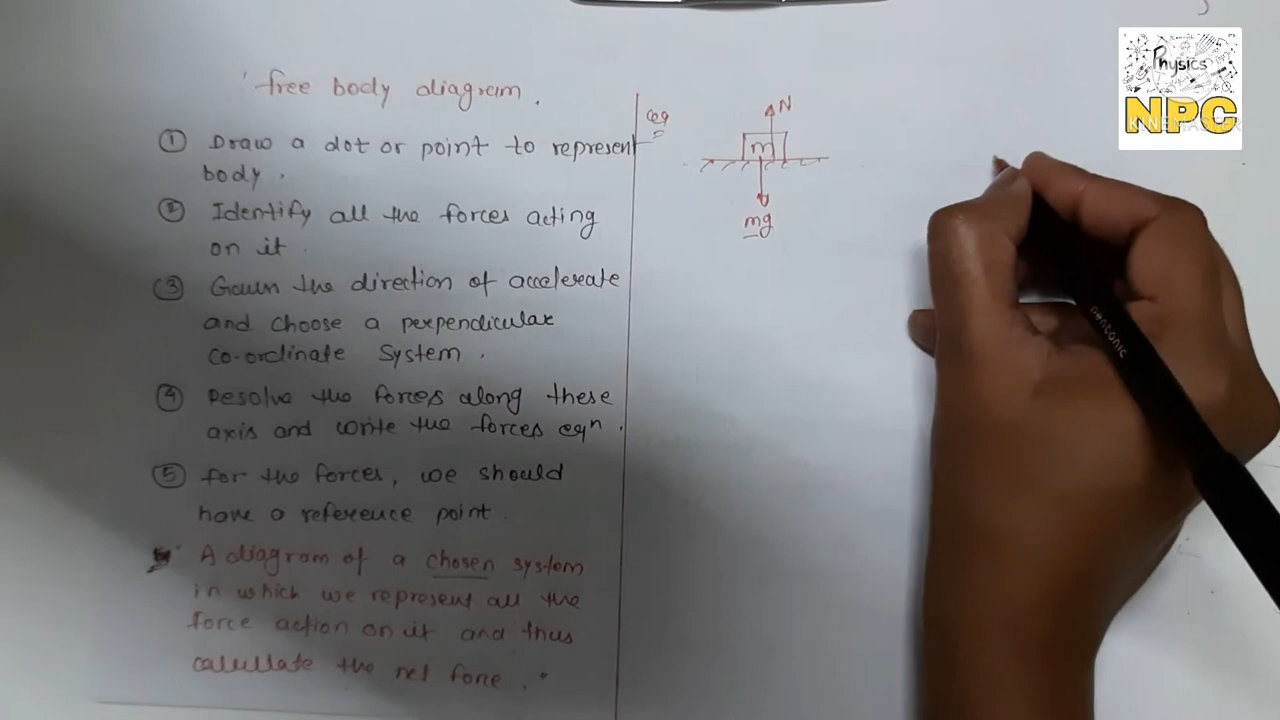 ' free body diagram .
① Draw a dot or point to represent
body .
② Identify all the forces acting
on it .
③ the direction of accelerate
and choose a perpendicular
co-ordinate system .
④ Resolve the forces along these
axis and write the forces eqⁿ .
⑤ for the forces, we should
have a reference point .
" A diagram of a chosen system
in which we represent all the
force action on it and thus
calullate the net force . "
N
m
mg
Physics
NPC
KINEMASTER
pentonic